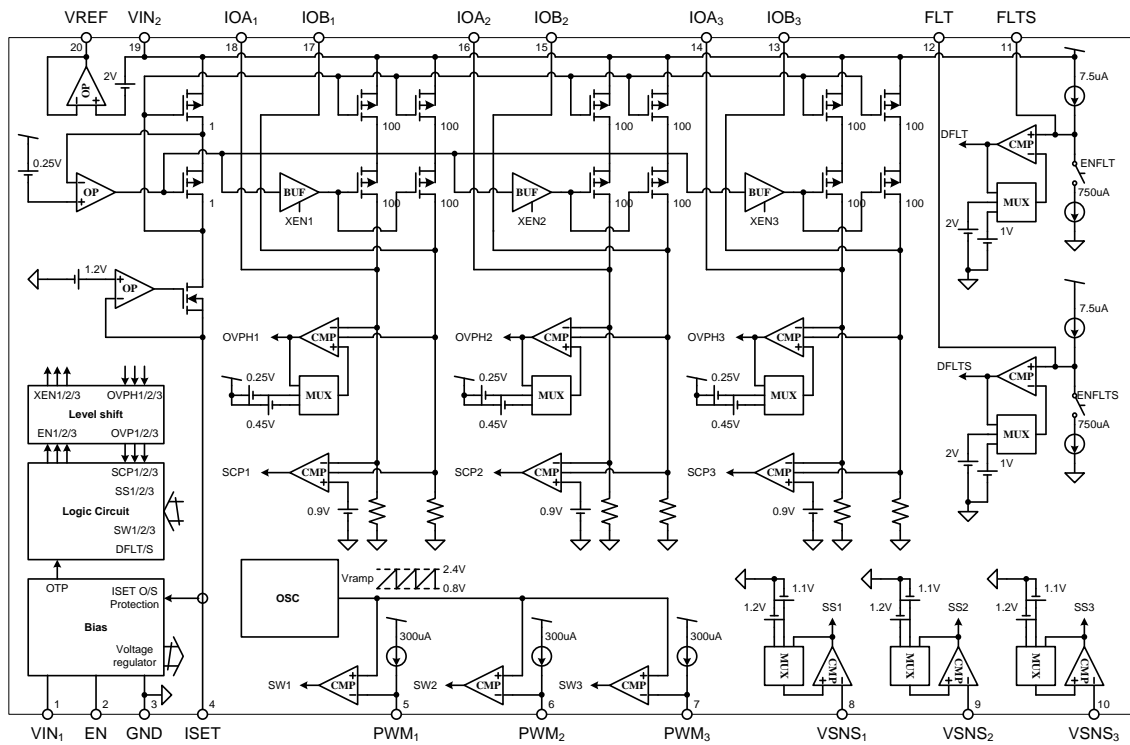 VREF VIN2 IOA1 IOB1 IOA2 IOB2 IOA3 IOB3 FLT FLTS
20 19 18 17 16 15 14 13 12 11
2V
OP
7.5uA
1 100 100 100 100 100 100
DFLT CMP
0.25V
OP
ENFLT
BUF BUF BUF
MUX
750uA
1 100 100 100 100 100 100
XEN1 XEN2 XEN3
2V 1V
1.2V
OP
7.5uA
OVPH1 CMP OVPH2 CMP OVPH3 CMP
DFLTS CMP
XEN1/2/3 OVPH1/2/3
Level shift
EN1/2/3 OVP1/2/3
0.25V 0.25V 0.25V
MUX MUX MUX
0.45V 0.45V 0.45V
ENFLTS
MUX
750uA
2V 1V
SCP1/2/3
SS1/2/3
Logic Circuit
SW1/2/3
DFLT/S
SCP1 CMP SCP2 CMP SCP3 CMP
0.9V 0.9V 0.9V
OTP
ISET O/S
Protection
Bias
Voltage
regulator
OSC
Vramp
2.4V
0.8V
300uA 300uA 300uA
SW1 CMP SW2 CMP SW3 CMP
1.1V 1.1V 1.1V
1.2V 1.2V 1.2V
SS1 SS2 SS3
MUX CMP MUX CMP MUX CMP
1 2 3 4 5 6 7 8 9 10
VIN1 EN GND ISET PWM1 PWM2 PWM3 VSNS1 VSNS2 VSNS3